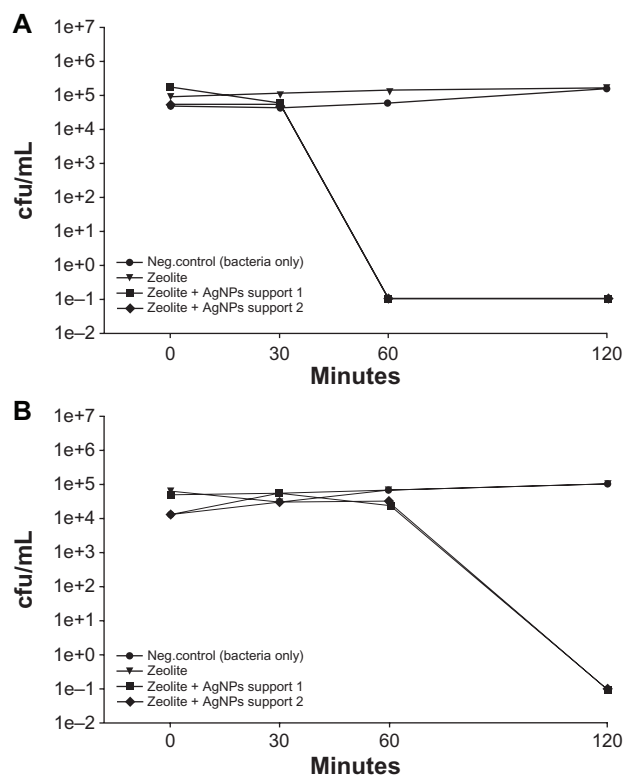 A
1e+7
1e+6
1e+5
1e+4
1e+3
1e+2
1e+1
1e+0
1e–1
1e–2
cfu/mL
Neg.control (bacteria only)
Zeolite
Zeolite + AgNPs support 1
Zeolite + AgNPs support 2
0 30 60 120
Minutes
B
1e+7
1e+6
1e+5
1e+4
1e+3
1e+2
1e+1
1e+0
1e–1
1e–2
cfu/mL
Neg.control (bacteria only)
Zeolite
Zeolite + AgNPs support 1
Zeolite + AgNPs support 2
0 30 60 120
Minutes